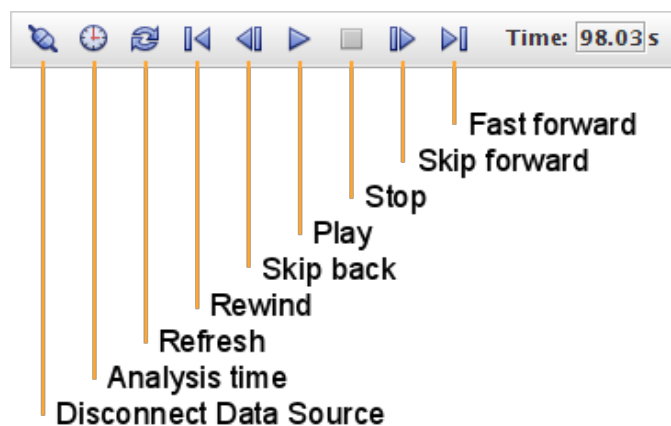 Time: 98.03 s
Fast forward
Skip forward
Stop
Play
Skip back
Rewind
Refresh
Analysis time
Disconnect Data Source